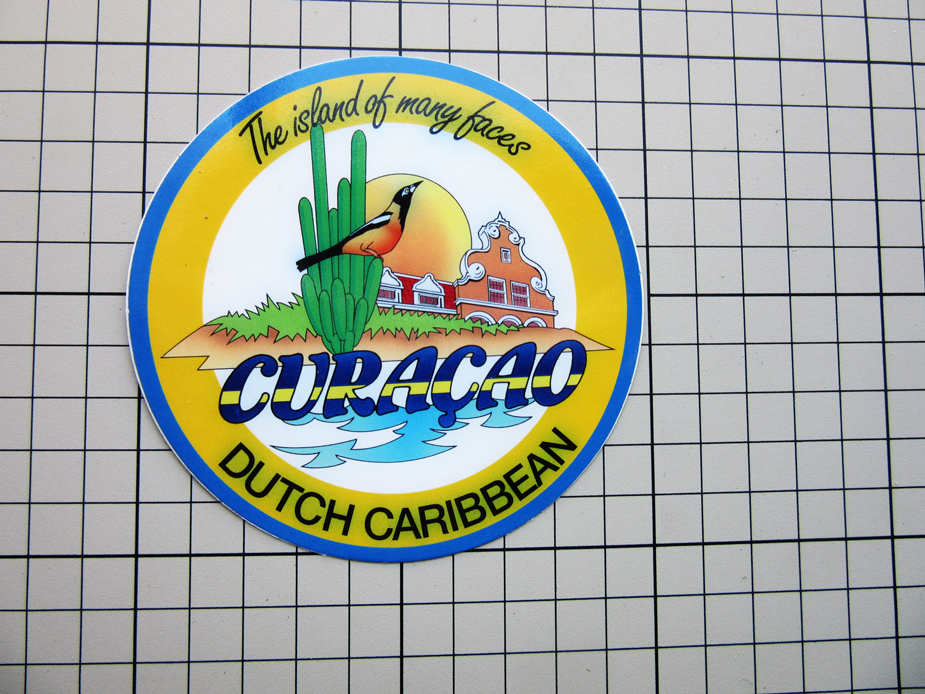 The island of many faces
CURAÇAO
DUTCH CARIBBEAN